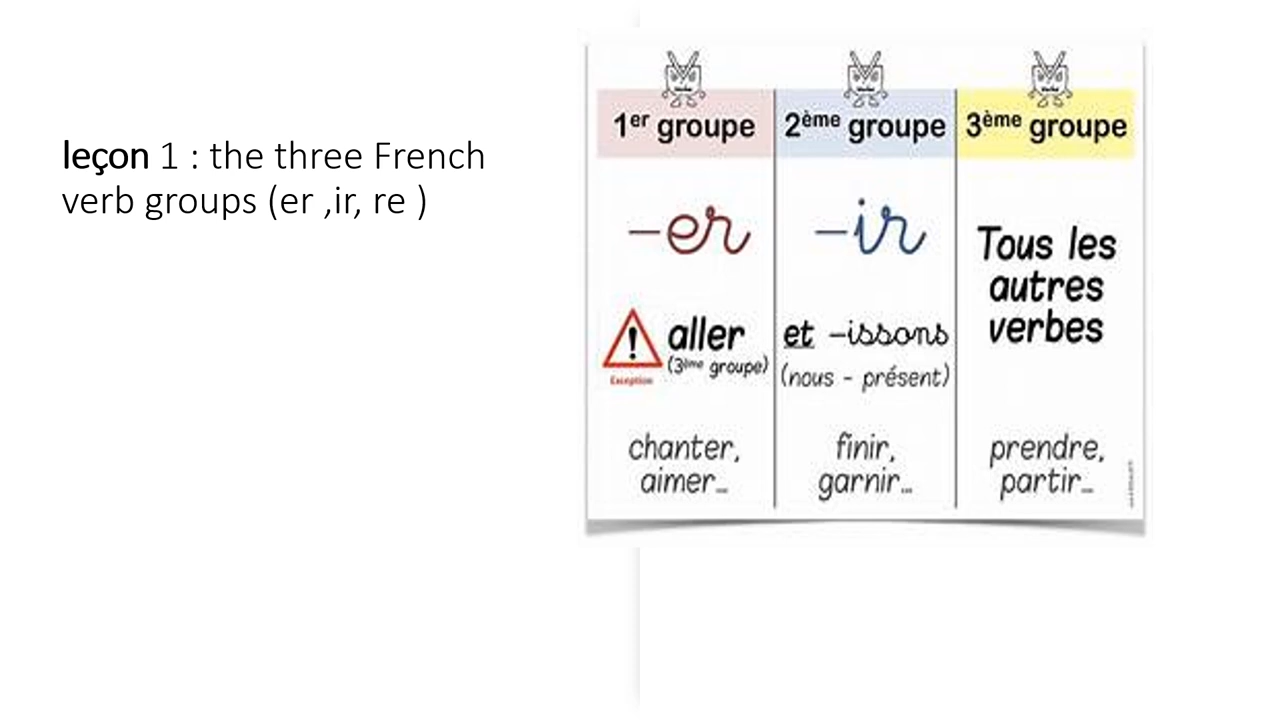 leçon 1 : the three French
verb groups (er ,ir, re )
1er groupe
–er
aller
(3ème groupe)
Exception
chanter,
aimer...
2ème groupe
–ir
et –issons
(nous - présent)
finir,
garnir...
3ème groupe
Tous les
autres
verbes
prendre,
partir...